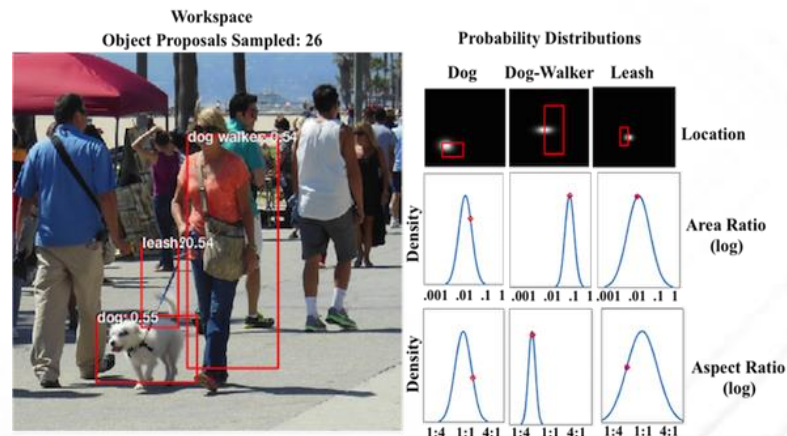 Workspace
Object Proposals Sampled: 26
Probability Distributions
Dog Dog-Walker Leash
Location
dog walker: 0.54
leash: 0.54
dog: 0.55
Density
Area Ratio
(log)
.001 .01 .1 1 .001 .01 .1 1 .001 .01 .1 1
Density
Aspect Ratio
(log)
1:4 1:1 4:1 1:4 1:1 4:1 1:4 1:1 4:1